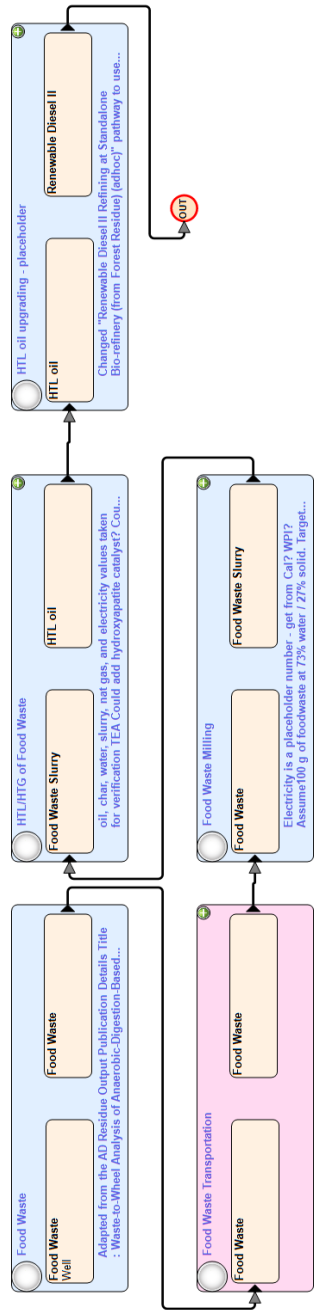 Food Waste
Food Waste
Well
Food Waste
Adapted from the AD Residue Output Publication Details Title
: Waste-to-Wheel Analysis of Anaerobic-Digestion-Based...
HTL/HTG of Food Waste
Food Waste Slurry
HTL oil
oil, char, water, slurry, nat gas, and electricity values taken
for verification TEA Could add hydroxyapatite catalyst? Cou...
HTL oil upgrading - placeholder
HTL oil
Renewable Diesel II
Changed "Renewable Diesel II Refining at Standalone
Bio-refinery (from Forest Residue) (adhoc)" pathway to use...
Food Waste Transportation
Food Waste
Food Waste
Food Waste Milling
Food Waste
Food Waste Slurry
Electricity is a placeholder number - get from Cal? WPI?
Assume100 g of foodwaste at 73% water / 27% solid. Target...
OUT